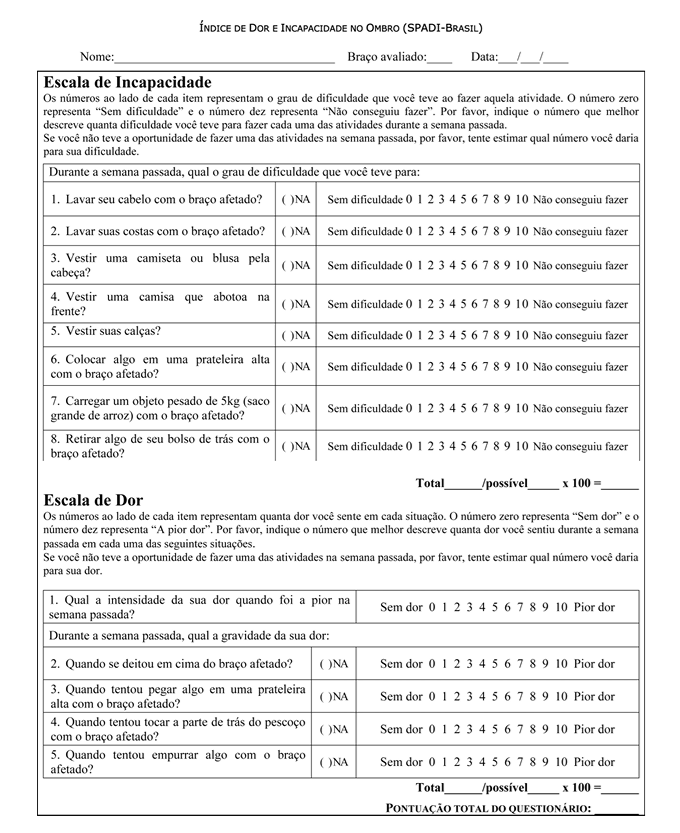 ÍNDICE DE DOR E INCAPACIDADE NO OMBRO (SPADI-BRASIL)
Nome:___________________________________ Braço avaliado:____ Data:___/___/____
Escala de Incapacidade
Os números ao lado de cada item representam o grau de dificuldade que você teve ao fazer aquela atividade. O número zero
representa “Sem dificuldade” e o número dez representa “Não conseguiu fazer”. Por favor, indique o número que melhor
descreve quanta dificuldade você teve para fazer cada uma das atividades durante a semana passada.
Se você não teve a oportunidade de fazer uma das atividades na semana passada, por favor, tente estimar qual número você daria
para sua dificuldade.
Durante a semana passada, qual o grau de dificuldade que você teve para:
1. Lavar seu cabelo com o braço afetado? ( )NA Sem dificuldade 0 1 2 3 4 5 6 7 8 9 10 Não conseguiu fazer
2. Lavar suas costas com o braço afetado? ( )NA Sem dificuldade 0 1 2 3 4 5 6 7 8 9 10 Não conseguiu fazer
3. Vestir uma camiseta ou blusa pela
cabeça? ( )NA Sem dificuldade 0 1 2 3 4 5 6 7 8 9 10 Não conseguiu fazer
4. Vestir uma camisa que abotoa na
frente? ( )NA Sem dificuldade 0 1 2 3 4 5 6 7 8 9 10 Não conseguiu fazer
5. Vestir suas calças? ( )NA Sem dificuldade 0 1 2 3 4 5 6 7 8 9 10 Não conseguiu fazer
6. Colocar algo em uma prateleira alta
com o braço afetado? ( )NA Sem dificuldade 0 1 2 3 4 5 6 7 8 9 10 Não conseguiu fazer
7. Carregar um objeto pesado de 5kg (saco
grande de arroz) com o braço afetado? ( )NA Sem dificuldade 0 1 2 3 4 5 6 7 8 9 10 Não conseguiu fazer
8. Retirar algo de seu bolso de trás com o
braço afetado? ( )NA Sem dificuldade 0 1 2 3 4 5 6 7 8 9 10 Não conseguiu fazer
Total______/possível_____ x 100 =______
Escala de Dor
Os números ao lado de cada item representam quanta dor você sente em cada situação. O número zero representa “Sem dor” e o
número dez representa “A pior dor”. Por favor, indique o número que melhor descreve quanta dor você sentiu durante a semana
passada em cada uma das seguintes situações.
Se você não teve a oportunidade de fazer uma das atividades na semana passada, por favor, tente estimar qual número você daria
para sua dor.
1. Qual a intensidade da sua dor quando foi a pior na
semana passada? Sem dor 0 1 2 3 4 5 6 7 8 9 10 Pior dor
Durante a semana passada, qual a gravidade da sua dor:
2. Quando se deitou em cima do braço afetado? ( )NA Sem dor 0 1 2 3 4 5 6 7 8 9 10 Pior dor
3. Quando tentou pegar algo em uma prateleira
alta com o braço afetado? ( )NA Sem dor 0 1 2 3 4 5 6 7 8 9 10 Pior dor
4. Quando tentou tocar a parte de trás do pescoço
com o braço afetado? ( )NA Sem dor 0 1 2 3 4 5 6 7 8 9 10 Pior dor
5. Quando tentou empurrar algo com o braço
afetado? ( )NA Sem dor 0 1 2 3 4 5 6 7 8 9 10 Pior dor
Total______/possível_____ x 100 =______
PONTUAÇÃO TOTAL DO QUESTIONÁRIO: _______